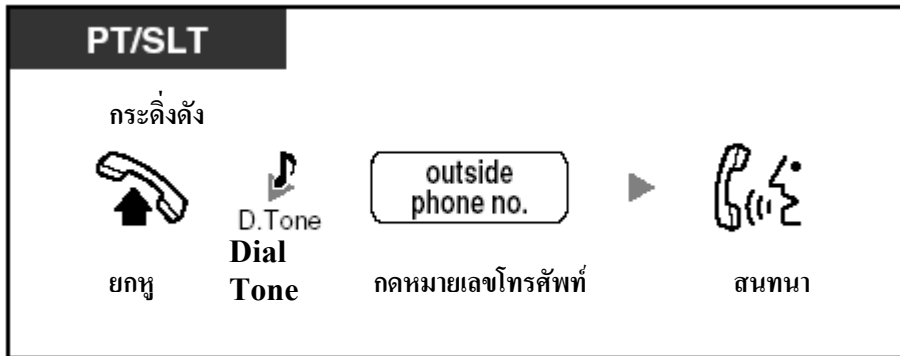 PT/SLT
กระดิ่งดัง
outside
phone no.
D.Tone
Dial
Tone
ยกหู
กดหมายเลขโทรศัพท์
สนทนา